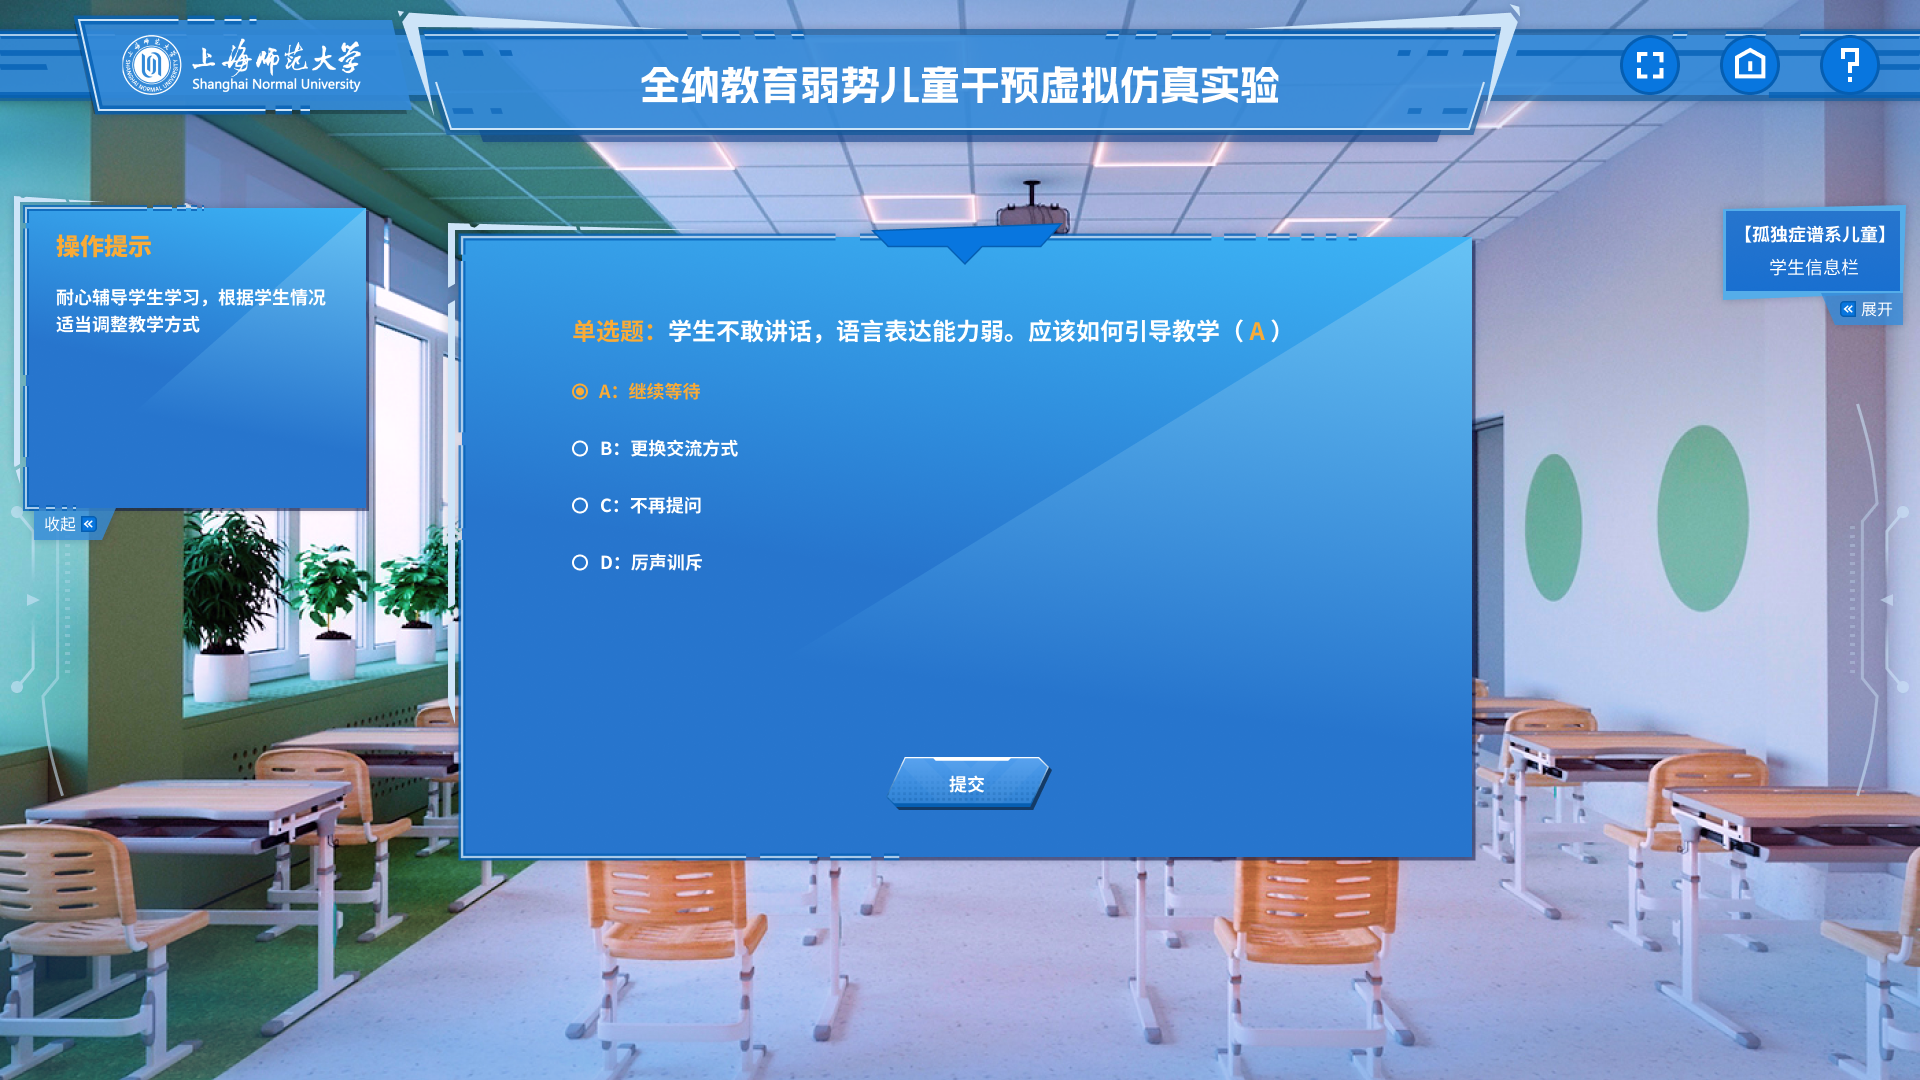 上海师范大学
Shanghai Normal University
全纳教育弱势儿童干预虚拟仿真实验
操作提示
耐心辅导学生学习，根据学生情况
适当调整教学方式
收起
【孤独症谱系儿童】
学生信息栏
展开
单选题：学生不敢讲话，语言表达能力弱。应该如何引导教学（ A ）
A：继续等待
B：更换交流方式
C：不再提问
D：厉声训斥
提交